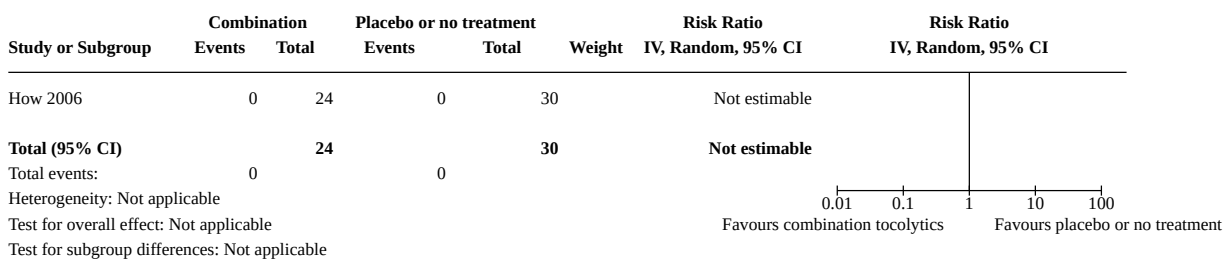 Combination Placebo or no treatment Risk Ratio Risk Ratio
Study or Subgroup Events Total Events Total Weight IV, Random, 95% CI IV, Random, 95% CI
How 2006 0 24 0 30 Not estimable
Total (95% CI) 24 30 Not estimable
Total events: 0 0
Heterogeneity: Not applicable
0.01 0.1 1 10 100
Test for overall effect: Not applicable Favours combination tocolytics Favours placebo or no treatment
Test for subgroup differences: Not applicable